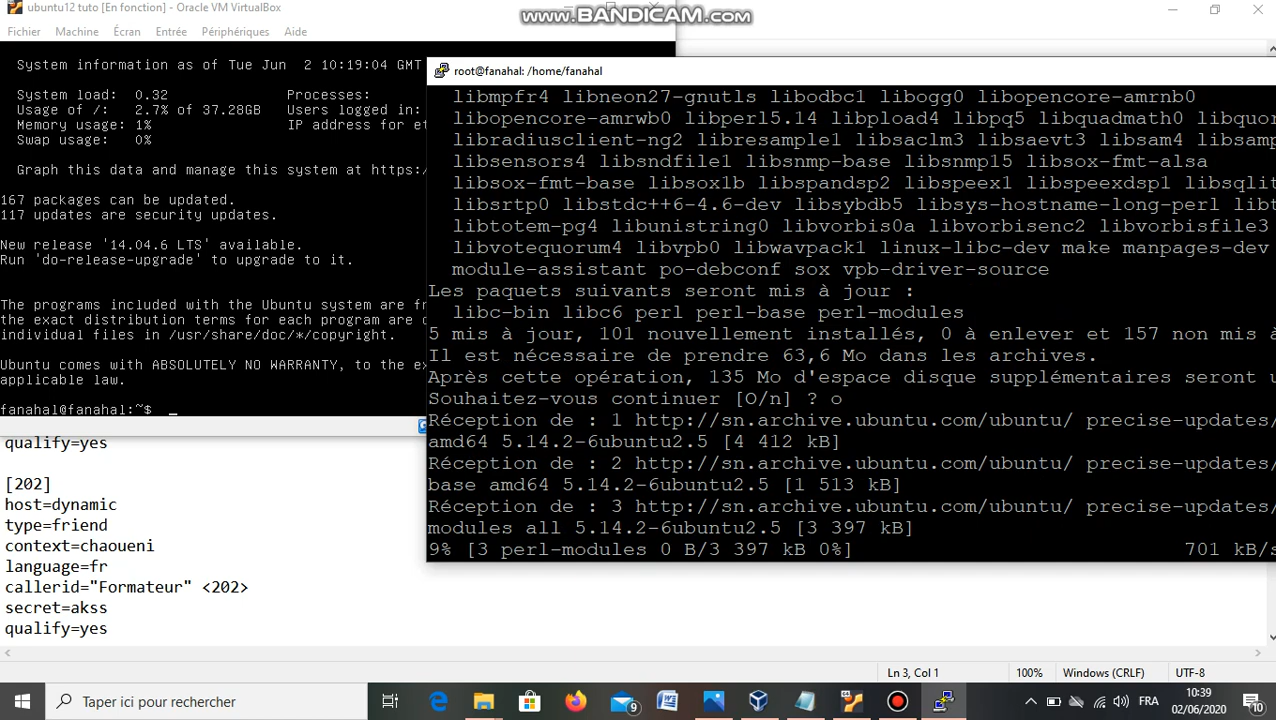 ubuntu12 tuto [En fonction] - Oracle VM VirtualBox
www.BANDICAM.com
Fichier Machine Écran Entrée Périphériques Aide
System information as of Tue Jun 2 10:19:04 GMT
System load: 0.32 Processes:
Usage of /: 2.7% of 37.28GB Users logged in:
Memory usage: 1% IP address for et
Swap usage: 0%
Graph this data and manage this system at https:/
167 packages can be updated.
117 updates are security updates.
New release '14.04.6 LTS' available.
Run 'do-release-upgrade' to upgrade to it.
The programs included with the Ubuntu system are fr
the exact distribution terms for each program are
individual files in /usr/share/doc/*/copyright.
Ubuntu comes with ABSOLUTELY NO WARRANTY, to the ex
applicable law.
fanahal@fanahal:~$ _
root@fanahal: /home/fanahal
libmpfr4 libneon27-gnutls libodbc1 libogg0 libopencore-amrnb0
libopencore-amrwb0 libperl5.14 libpload4 libpq5 libquadmath0 libquor
libradiusclient-ng2 libresample1 libsaclm3 libsaevt3 libsam4 libsamp
libsensors4 libsndfile1 libsnmp-base libsnmp15 libsox-fmt-alsa
libsox-fmt-base libsox1b libspandsp2 libspeex1 libspeexdsp1 libsqlit
libsrtp0 libstdc++6-4.6-dev libsybdb5 libsys-hostname-long-perl libt
libtotem-pg4 libunistring0 libvorbis0a libvorbisenc2 libvorbisfile3
libvotequorum4 libvpb0 libwavpack1 linux-libc-dev make manpages-dev
module-assistant po-debconf sox vpb-driver-source
Les paquets suivants seront mis à jour :
libc-bin libc6 perl perl-base perl-modules
5 mis à jour, 101 nouvellement installés, 0 à enlever et 157 non mis à
Il est nécessaire de prendre 63,6 Mo dans les archives.
Après cette opération, 135 Mo d'espace disque supplémentaires seront u
Souhaitez-vous continuer [O/n] ? o
Réception de : 1 http://sn.archive.ubuntu.com/ubuntu/ precise-updates/
amd64 5.14.2-6ubuntu2.5 [4 412 kB]
Réception de : 2 http://sn.archive.ubuntu.com/ubuntu/ precise-updates/
base amd64 5.14.2-6ubuntu2.5 [1 513 kB]
Réception de : 3 http://sn.archive.ubuntu.com/ubuntu/ precise-updates/
modules all 5.14.2-6ubuntu2.5 [3 397 kB]
9% [3 perl-modules 0 B/3 397 kB 0%] 701 kB/s
qualify=yes
[202]
host=dynamic
type=friend
context=chaoueni
language=fr
callerid="Formateur" <202>
secret=akss
qualify=yes
Ln 3, Col 1 100% Windows (CRLF) UTF-8
Taper ici pour rechercher
9
FRA
10:39
02/06/2020
10